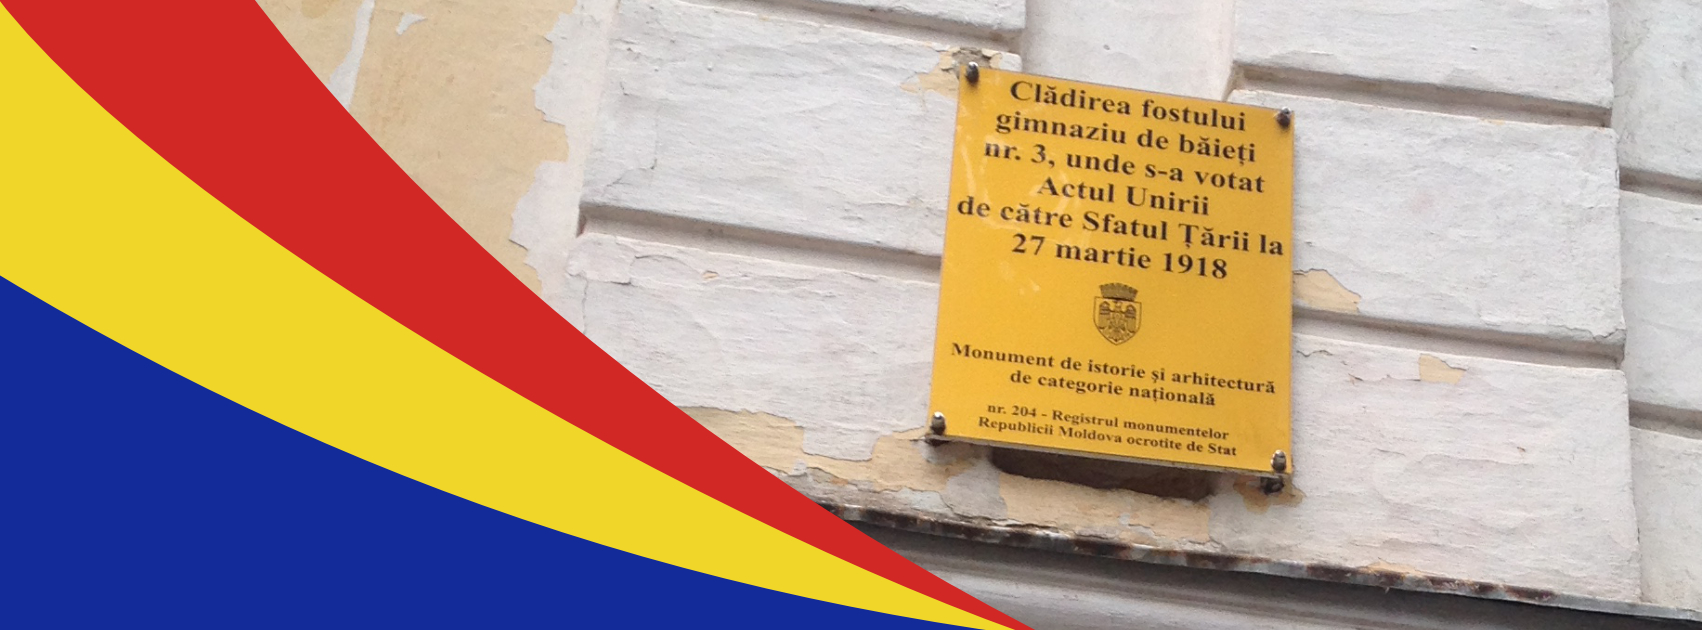 Clădirea fostului
gimnaziu de băieți
nr. 3, unde s-a votat
Actul Unirii
de către Sfatul Țării la
27 martie 1918
Monument de istorie și arhitectură
de categorie națională
nr. 204 - Registrul monumentelor
Republicii Moldova ocrotite de Stat